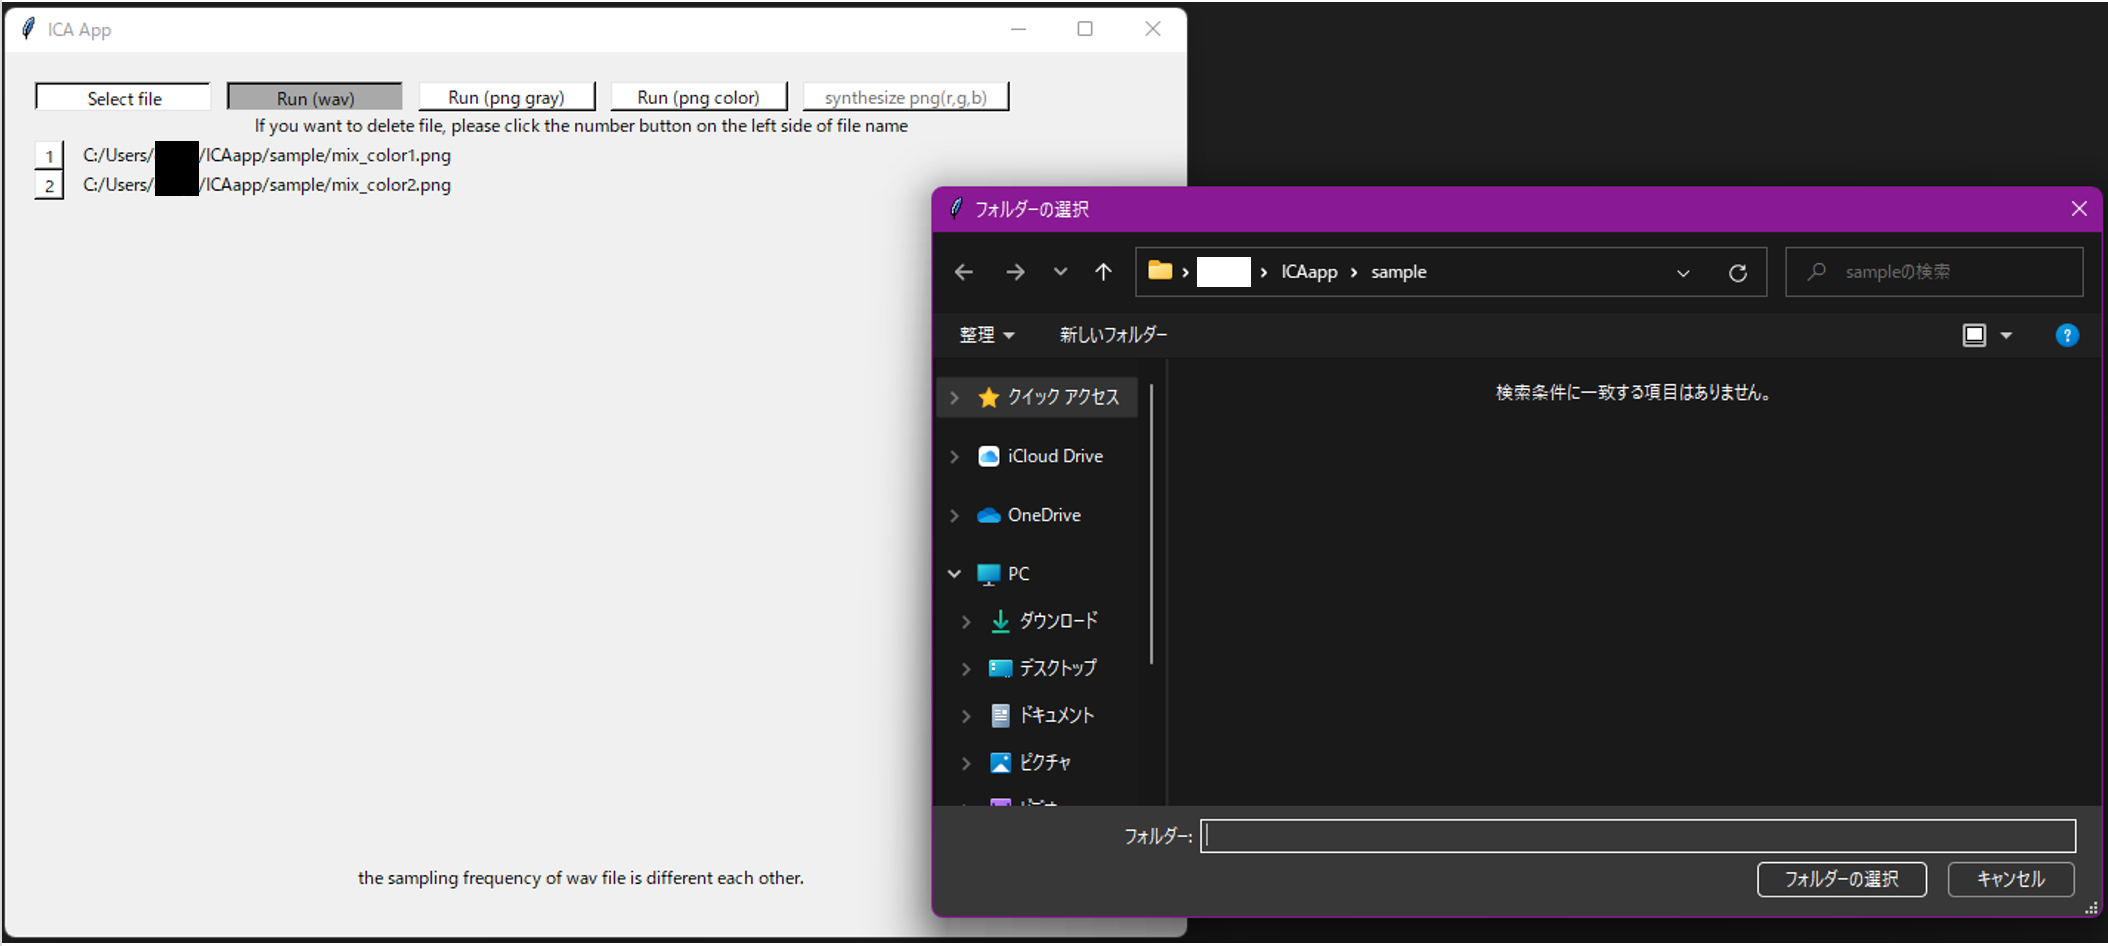 ICA App
Select file
Run (wav)
Run (png gray)
Run (png color)
synthesize png(r,g,b)
If you want to delete file, please click the number button on the left side of file name
1 C:/Users/ /ICAapp/sample/mix_color1.png
2 C:/Users/ /ICAapp/sample/mix_color2.png
the sampling frequency of wav file is different each other.
フォルダーの選択
ICAapp › sample
sampleの検索
整理
新しいフォルダー
クイック アクセス
iCloud Drive
OneDrive
PC
ダウンロード
デスクトップ
ドキュメント
ピクチャ
検索条件に一致する項目はありません。
フォルダー:
フォルダーの選択
キャンセル